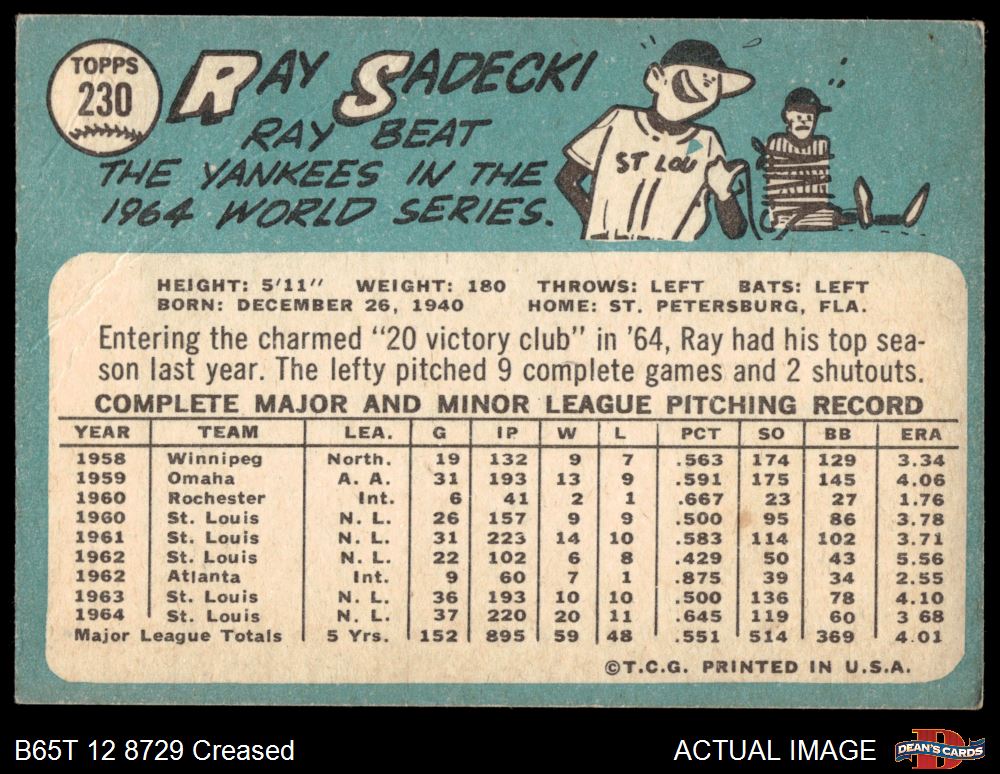 TOPPS
230
RAY SADECKI
RAY BEAT
THE YANKEES IN THE
1964 WORLD SERIES.
ST LOU
HEIGHT: 5'11" WEIGHT: 180 THROWS: LEFT BATS: LEFT
BORN: DECEMBER 26, 1940 HOME: ST. PETERSBURG, FLA.
Entering the charmed "20 victory club" in '64, Ray had his top sea-
son last year. The lefty pitched 9 complete games and 2 shutouts.
COMPLETE MAJOR AND MINOR LEAGUE PITCHING RECORD
YEAR TEAM LEA. G IP W L PCT SO BB ERA
1958 Winnipeg North. 19 132 9 7 .563 174 129 3.34
1959 Omaha A. A. 31 193 13 9 .591 175 145 4.06
1960 Rochester Int. 6 41 2 1 .667 23 27 1.76
1960 St. Louis N. L. 26 157 9 9 .500 95 86 3.78
1961 St. Louis N. L. 31 223 14 10 .583 114 102 3.71
1962 St. Louis N. L. 22 102 6 8 .429 50 43 5.56
1962 Atlanta Int. 9 60 7 1 .875 39 34 2.55
1963 St. Louis N. L. 36 193 10 10 .500 136 78 4.10
1964 St. Louis N. L. 37 220 20 11 .645 119 60 3 68
Major League Totals 5 Yrs. 152 895 59 48 .551 514 369 4.01
©T.C.G. PRINTED IN U.S.A.
B65T 12 8729 Creased
ACTUAL IMAGE
D
DEAN'S CARDS